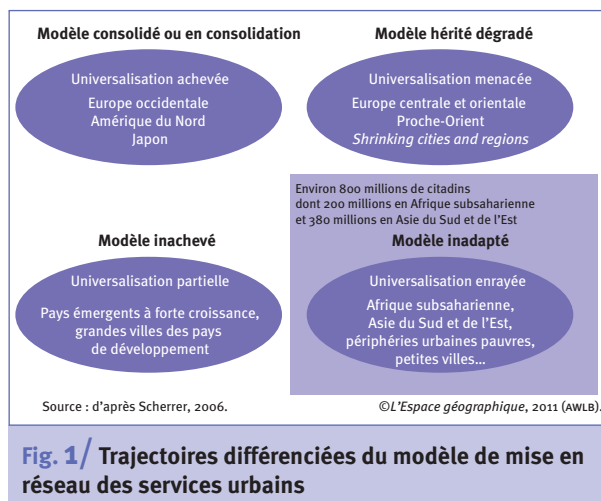 Modèle consolidé ou en consolidation
Universalisation achevée
Europe occidentale
Amérique du Nord
Japon
Modèle hérité dégradé
Universalisation menacée
Europe centrale et orientale
Proche-Orient
Shrinking cities and regions
Modèle inachevé
Universalisation partielle
Pays émergents à forte croissance,
grandes villes des pays
de développement
Environ 800 millions de citadins
dont 200 millions en Afrique subsaharienne
et 380 millions en Asie du Sud et de l'Est
Modèle inadapté
Universalisation enrayée
Afrique subsaharienne,
Asie du Sud et de l'Est,
périphéries urbaines pauvres,
petites villes…
Source : d'après Scherrer, 2006.
©L'Espace géographique, 2011 (AWLB).
Fig. 1/ Trajectoires différenciées du modèle de mise en
réseau des services urbains